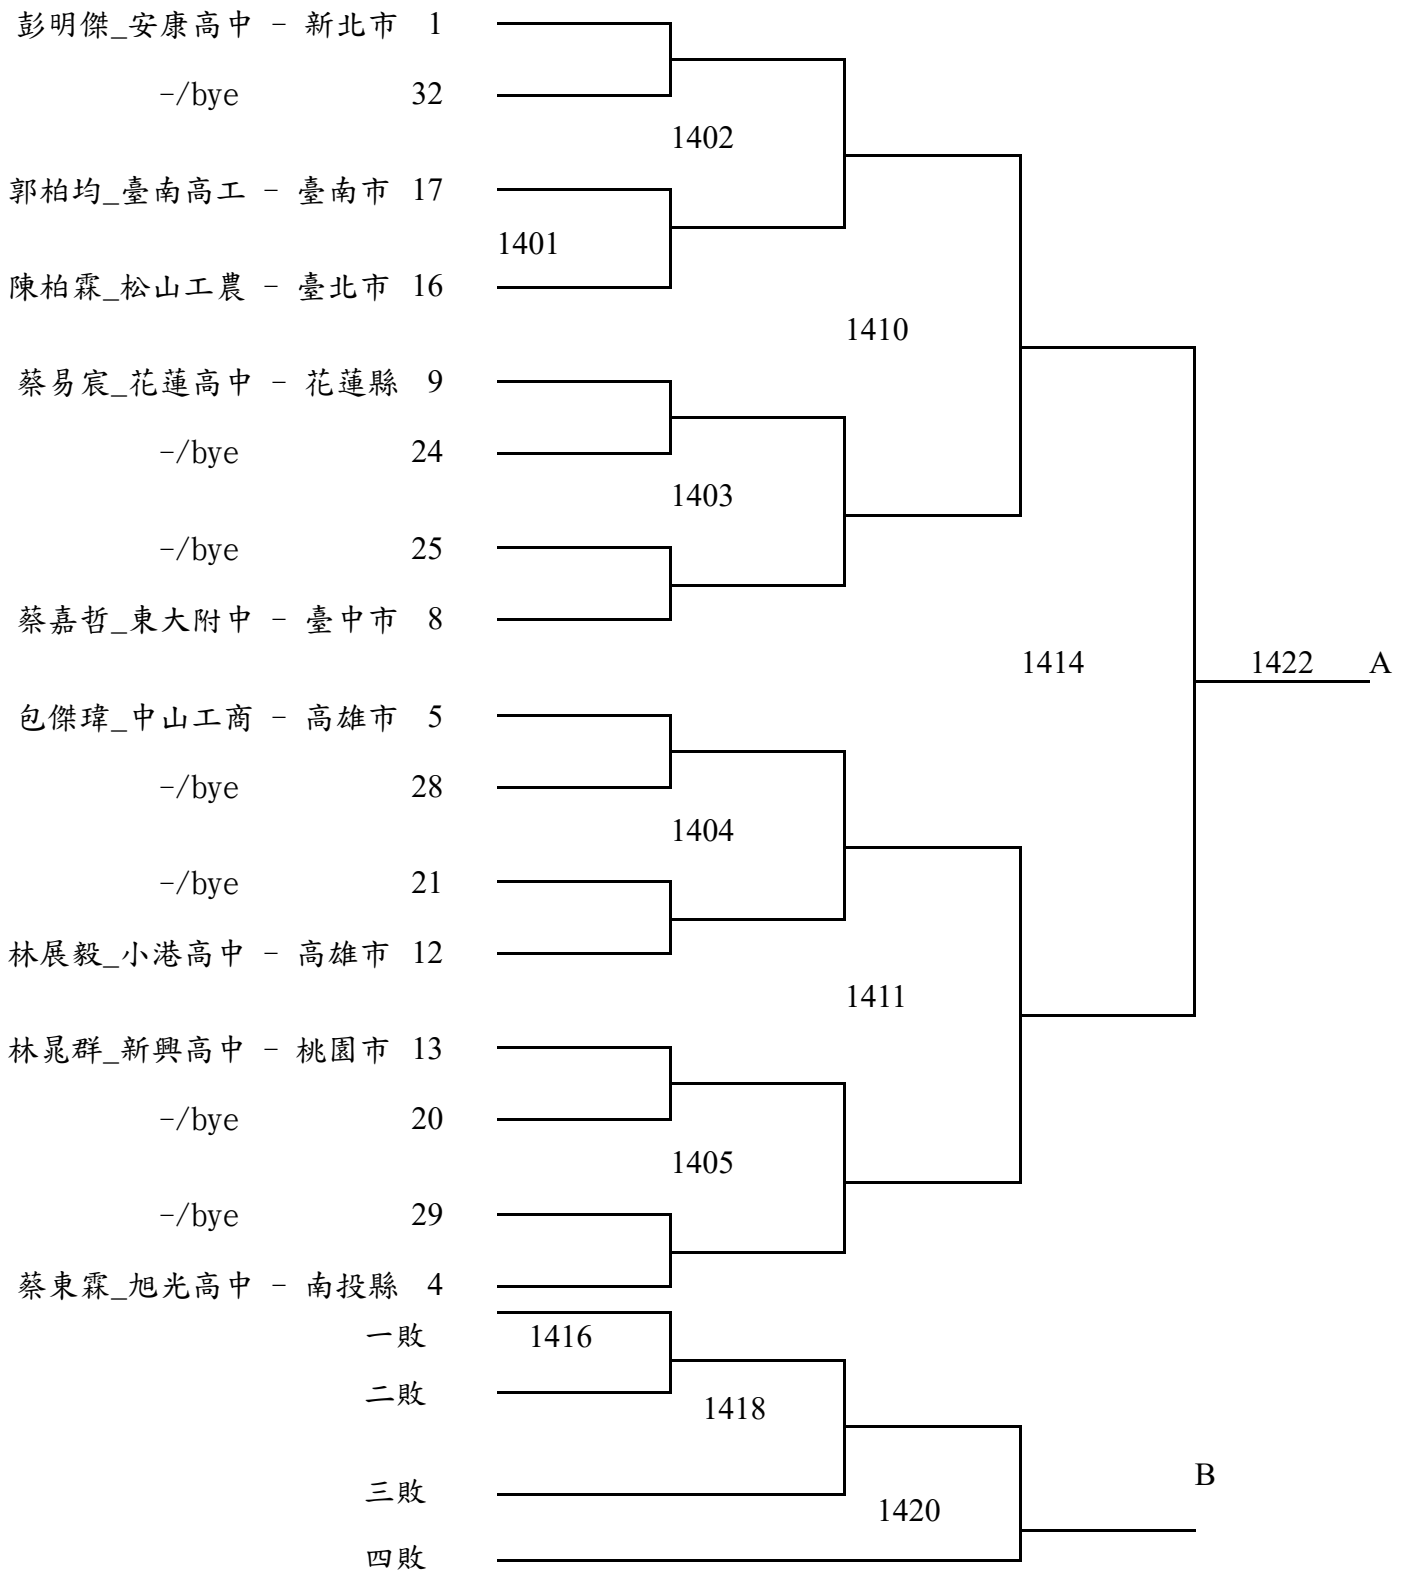 彭明傑_安康高中 - 新北市 1
-/bye 32
1402
郭柏均_臺南高工 - 臺南市 17
1401
陳柏霖_松山工農 - 臺北市 16
1410
蔡易宸_花蓮高中 - 花蓮縣 9
-/bye 24
1403
-/bye 25
蔡嘉哲_東大附中 - 臺中市 8
1414 1422 A
包傑瑋_中山工商 - 高雄市 5
-/bye 28
1404
-/bye 21
林展毅_小港高中 - 高雄市 12
1411
林晁群_新興高中 - 桃園市 13
-/bye 20
1405
-/bye 29
蔡東霖_旭光高中 - 南投縣 4
一敗 1416
二敗
1418
B
三敗
1420
四敗